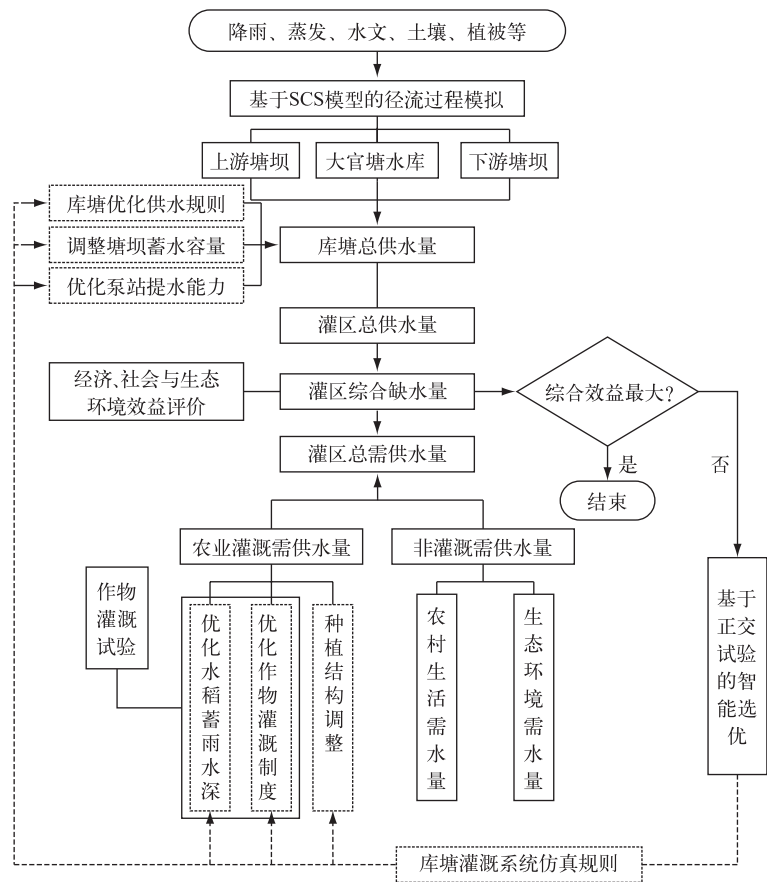 降雨、蒸发、水文、土壤、植被等
基于SCS模型的径流过程模拟
上游塘坝
大官塘水库
下游塘坝
库塘优化供水规则
调整塘坝蓄水容量
优化泵站提水能力
库塘总供水量
灌区总供水量
经济、社会与生态
环境效益评价
灌区综合缺水量
综合效益最大?
灌区总需供水量
是
否
结束
农业灌溉需供水量
非灌溉需供水量
作物
灌溉
试验
优化水稻蓄雨水深
优化作物灌溉制度
种植结构调整
农村生活需水量
生态环境需水量
基于
正交
试验
的智
能选
优
库塘灌溉系统仿真规则